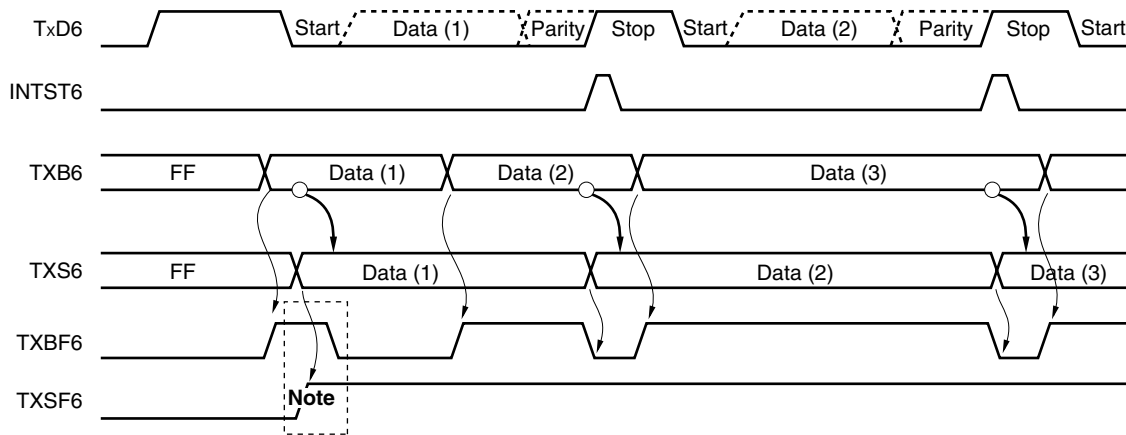 TxD6 Start Data (1) Parity Stop Start Data (2) Parity Stop Start
INTST6
TXB6 FF Data (1) Data (2) Data (3)
TXS6 FF Data (1) Data (2) Data (3)
TXBF6
TXSF6 Note